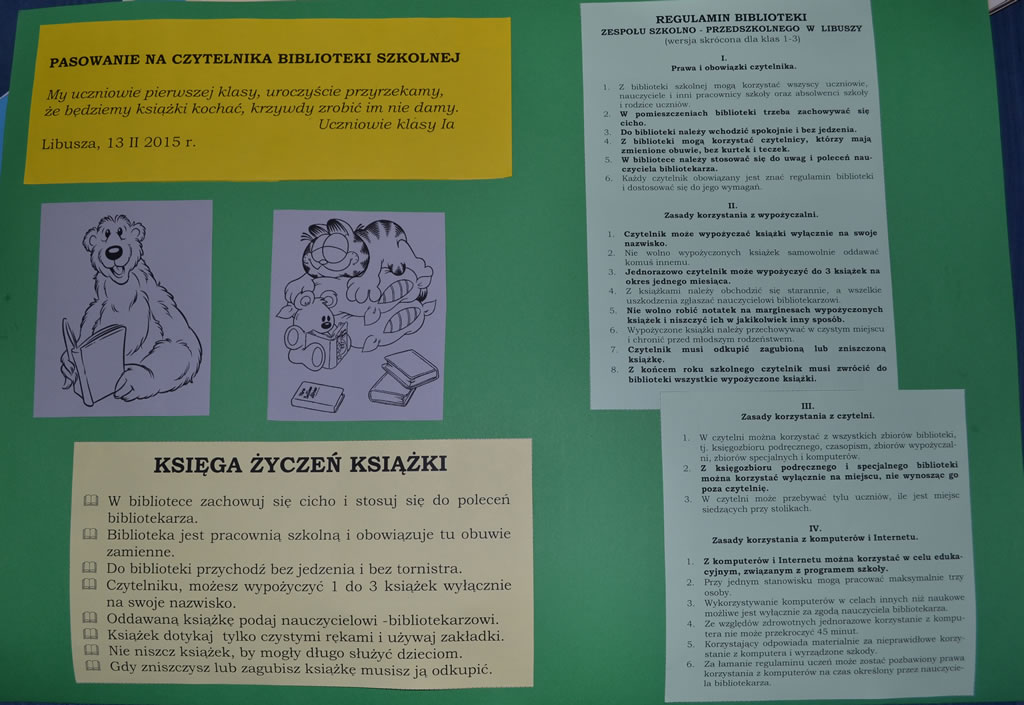 PASOWANIE NA CZYTELNIKA BIBLIOTEKI SZKOLNEJ
My uczniowie pierwszej klasy, uroczyście przyrzekamy,
że będziemy książki kochać, krzywdy zrobić im nie damy.
Uczniowie klasy Ia
Libusza, 13 II 2015 r.
KSIĘGA ŻYCZEŃ KSIĄŻKI
W bibliotece zachowuj się cicho i stosuj się do poleceń
bibliotekarza.
Biblioteka jest pracownią szkolną i obowiązuje tu obuwie
zamienne.
Do biblioteki przychodź bez jedzenia i bez tornistra.
Czytelniku, możesz wypożyczyć 1 do 3 książek wyłącznie
na swoje nazwisko.
Oddawaną książkę podaj nauczycielowi -bibliotekarzowi.
Książek dotykaj tylko czystymi rękami i używaj zakładki.
Nie niszcz książek, by mogły długo służyć dzieciom.
Gdy zniszczysz lub zagubisz książkę musisz ją odkupić.
REGULAMIN BIBLIOTEKI
ZESPOŁU SZKOLNO - PRZEDSZKOLNEGO W LIBUSZY
(wersja skrócona dla klas 1-3)
I.
Prawa i obowiązki czytelnika.
1. Z biblioteki szkolnej mogą korzystać wszyscy uczniowie,
nauczyciele i inni pracownicy szkoły oraz absolwenci szkoły
i rodzice uczniów.
2. W pomieszczeniach biblioteki trzeba zachowywać się
cicho.
3. Do biblioteki należy wchodzić spokojnie i bez jedzenia.
4. Z biblioteki mogą korzystać czytelnicy, którzy mają
zmienione obuwie, bez kurtek i teczek.
5. W bibliotece należy stosować się do uwag i poleceń nau-
czyciela bibliotekarza.
6. Każdy czytelnik obowiązany jest znać regulamin biblioteki
i dostosować się do jego wymagań.
II.
Zasady korzystania z wypożyczalni.
1. Czytelnik może wypożyczać książki wyłącznie na swoje
nazwisko.
2. Nie wolno wypożyczonych książek samowolnie oddawać
komuś innemu.
3. Jednorazowo czytelnik może wypożyczyć do 3 książek na
okres jednego miesiąca.
4. Z książkami należy obchodzić się starannie, a wszelkie
uszkodzenia zgłaszać nauczycielowi bibliotekarzowi.
5. Nie wolno robić notatek na marginesach wypożyczonych
książek i niszczyć ich w jakikolwiek inny sposób.
6. Wypożyczone książki należy przechowywać w czystym miejscu
i chronić przed młodszym rodzeństwem.
7. Czytelnik musi odkupić zagubioną lub zniszczoną
książkę.
8. Z końcem roku szkolnego czytelnik musi zwrócić do
biblioteki wszystkie wypożyczone książki.
III.
Zasady korzystania z czytelni.
1. W czytelni można korzystać z wszystkich zbiorów biblioteki,
tj. księgozbioru podręcznego, czasopism, zbiorów wypożyczal-
ni, zbiorów specjalnych i komputerów.
2. Z księgozbioru podręcznego i specjalnego biblioteki
można korzystać wyłącznie na miejscu, nie wynosząc go
poza czytelnię.
3. W czytelni może przebywać tylu uczniów, ile jest miejsc
siedzących przy stolikach.
IV.
Zasady korzystania z komputerów i Internetu.
1. Z komputerów i Internetu można korzystać w celu eduka-
cyjnym, związanym z programem szkoły.
2. Przy jednym stanowisku mogą pracować maksymalnie trzy
osoby.
3. Wykorzystywanie komputerów w celach innych niż naukowe
możliwe jest wyłącznie za zgodą nauczyciela bibliotekarza.
4. Ze względów zdrowotnych jednorazowe korzystanie z kompu-
tera nie może przekroczyć 45 minut.
5. Korzystający odpowiada materialnie za nieprawidłowe korzy-
stanie z komputera i wyrządzone szkody.
6. Za łamanie regulaminu uczeń może zostać pozbawiony prawa
korzystania z komputerów na czas określony przez nauczycie-
la bibliotekarza.